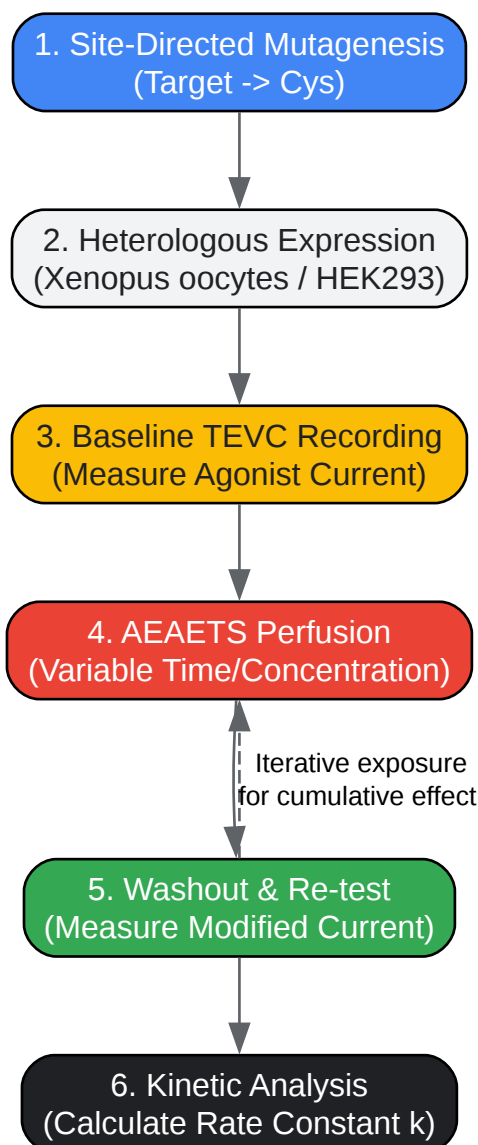 1. Site-Directed Mutagenesis
(Target -> Cys)
2. Heterologous Expression
(Xenopus oocytes / HEK293)
3. Baseline TEVC Recording
(Measure Agonist Current)
4. AEAETS Perfusion
(Variable Time/Concentration)
Iterative exposure
for cumulative effect
5. Washout & Re-test
(Measure Modified Current)
6. Kinetic Analysis
(Calculate Rate Constant k)